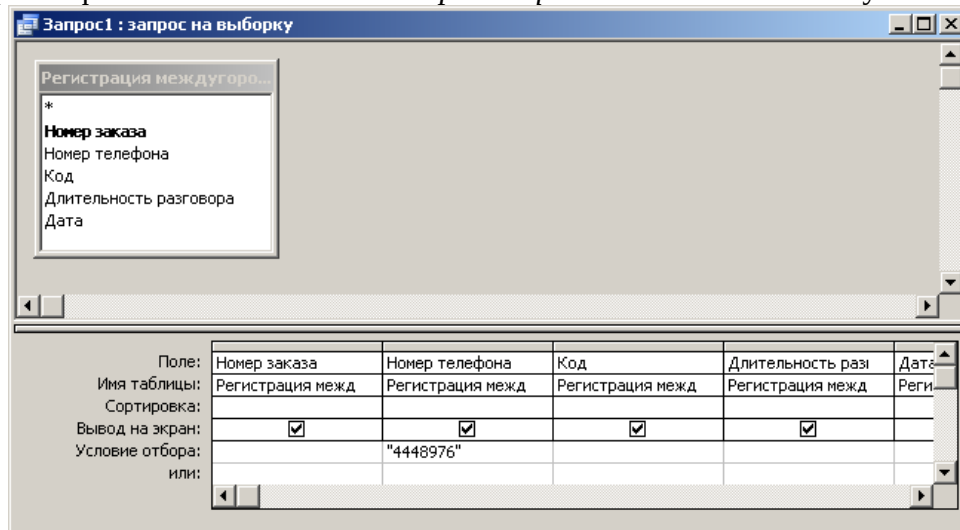 Запрос1 : запрос на выборку
Регистрация междугоро...
*
Номер заказа
Номер телефона
Код
Длительность разговора
Дата
Поле: Номер заказа Номер телефона Код Длительность разг Дата
Имя таблицы: Регистрация межд Регистрация межд Регистрация межд Регистрация межд Реги
Сортировка:
Вывод на экран:
Условие отбора: "4448976"
или: